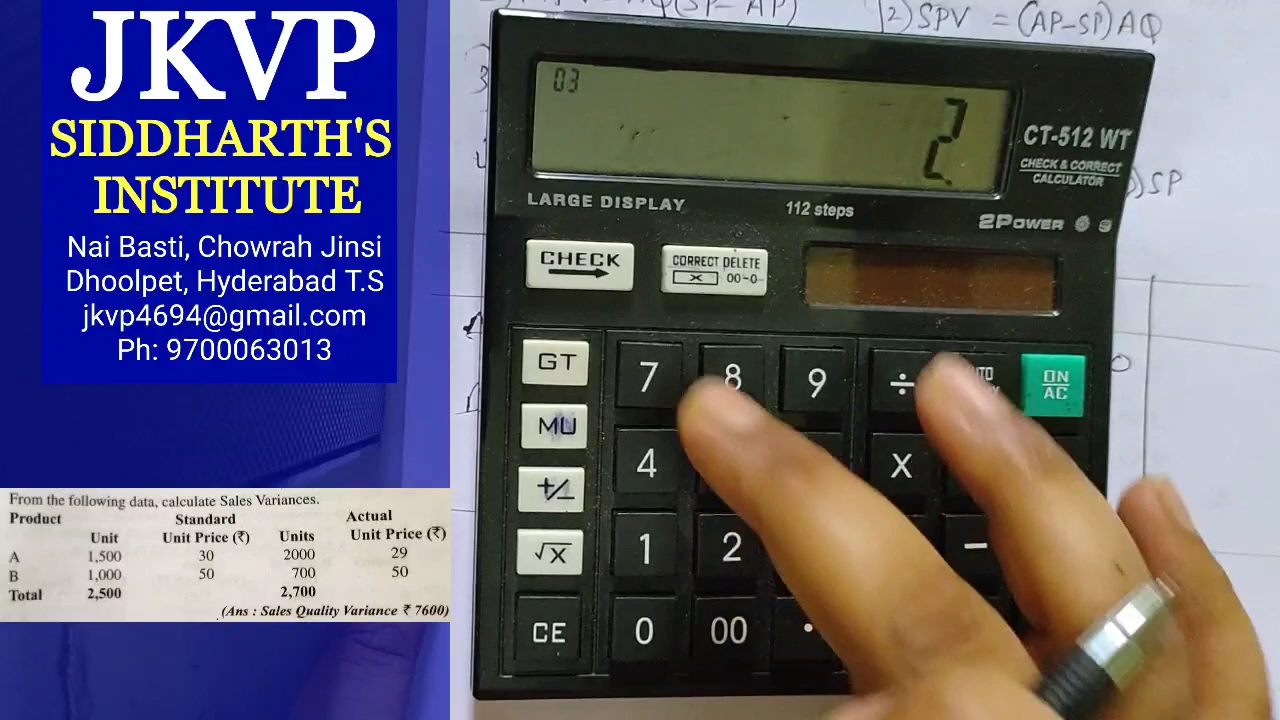 JKVP
SIDDHARTH'S
INSTITUTE
Nai Basti, Chowrah Jinsi
Dhoolpet, Hyderabad T.S
jkvp4694@gmail.com
Ph: 9700063013
From the following data, calculate Sales Variances.
Product Standard Actual
Unit Unit Price (₹) Units Unit Price (₹)
A 1,500 30 2000 29
B 1,000 50 700 50
Total 2,500 2,700
(Ans : Sales Quality Variance ₹ 7600)
(SP-AP) 2) SPV = (AP-SP)AQ
SP
03
2.
CT-512 WT
CHECK & CORRECT
CALCULATOR
LARGE DISPLAY 112 steps
2POWER
CHECK CORRECT DELETE
00→0
GT 7 8 9 ÷ ON
AC
MU 4 X
+/- 1 2 −
√X
CE 0 00 •